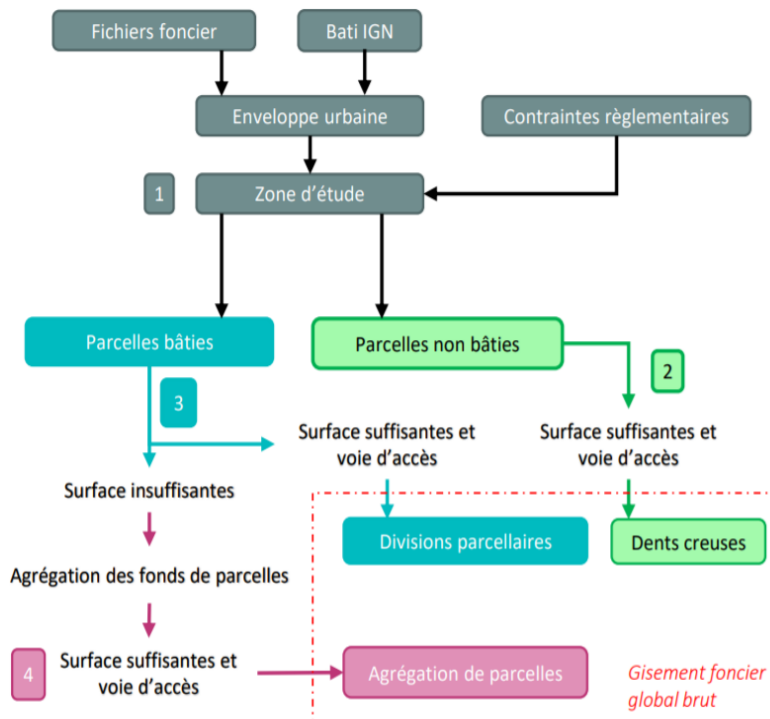 Fichiers foncier
Bati IGN
Enveloppe urbaine
Contraintes règlementaires
1
Zone d'étude
Parcelles bâties
Parcelles non bâties
2
3
Surface suffisantes et
voie d'accès
Surface suffisantes et
voie d'accès
Surface insuffisantes
Divisions parcellaires
Dents creuses
Agrégation des fonds de parcelles
4
Surface suffisantes et
voie d'accès
Agrégation de parcelles
Gisement foncier
global brut